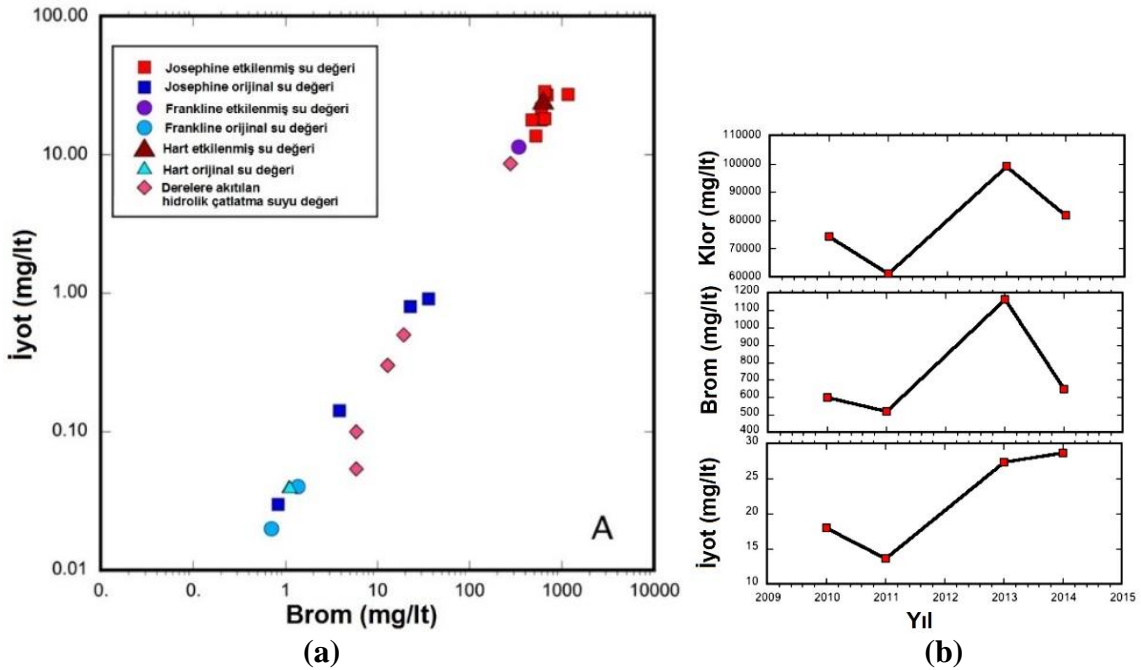 100.00
10.00
1.00
0.10
0.01
İyot (mg/lt)
Josephine etkilenmiş su değeri
Josephine orijinal su değeri
Frankline etkilenmiş su değeri
Frankline orijinal su değeri
Hart etkilenmiş su değeri
Hart orijinal su değeri
Derelere akıtılan
hidrolik çatlatma suyu değeri
A
0. 0. 1 10 100 1000 10000
Brom (mg/lt)
(a)
110000
100000
90000
80000
70000
60000
Klor (mg/lt)
1200
1100
1000
900
800
700
600
500
400
Brom (mg/lt)
30
25
20
15
10
İyot (mg/lt)
2009 2010 2011 2012 2013 2014 2015
Yıl
(b)